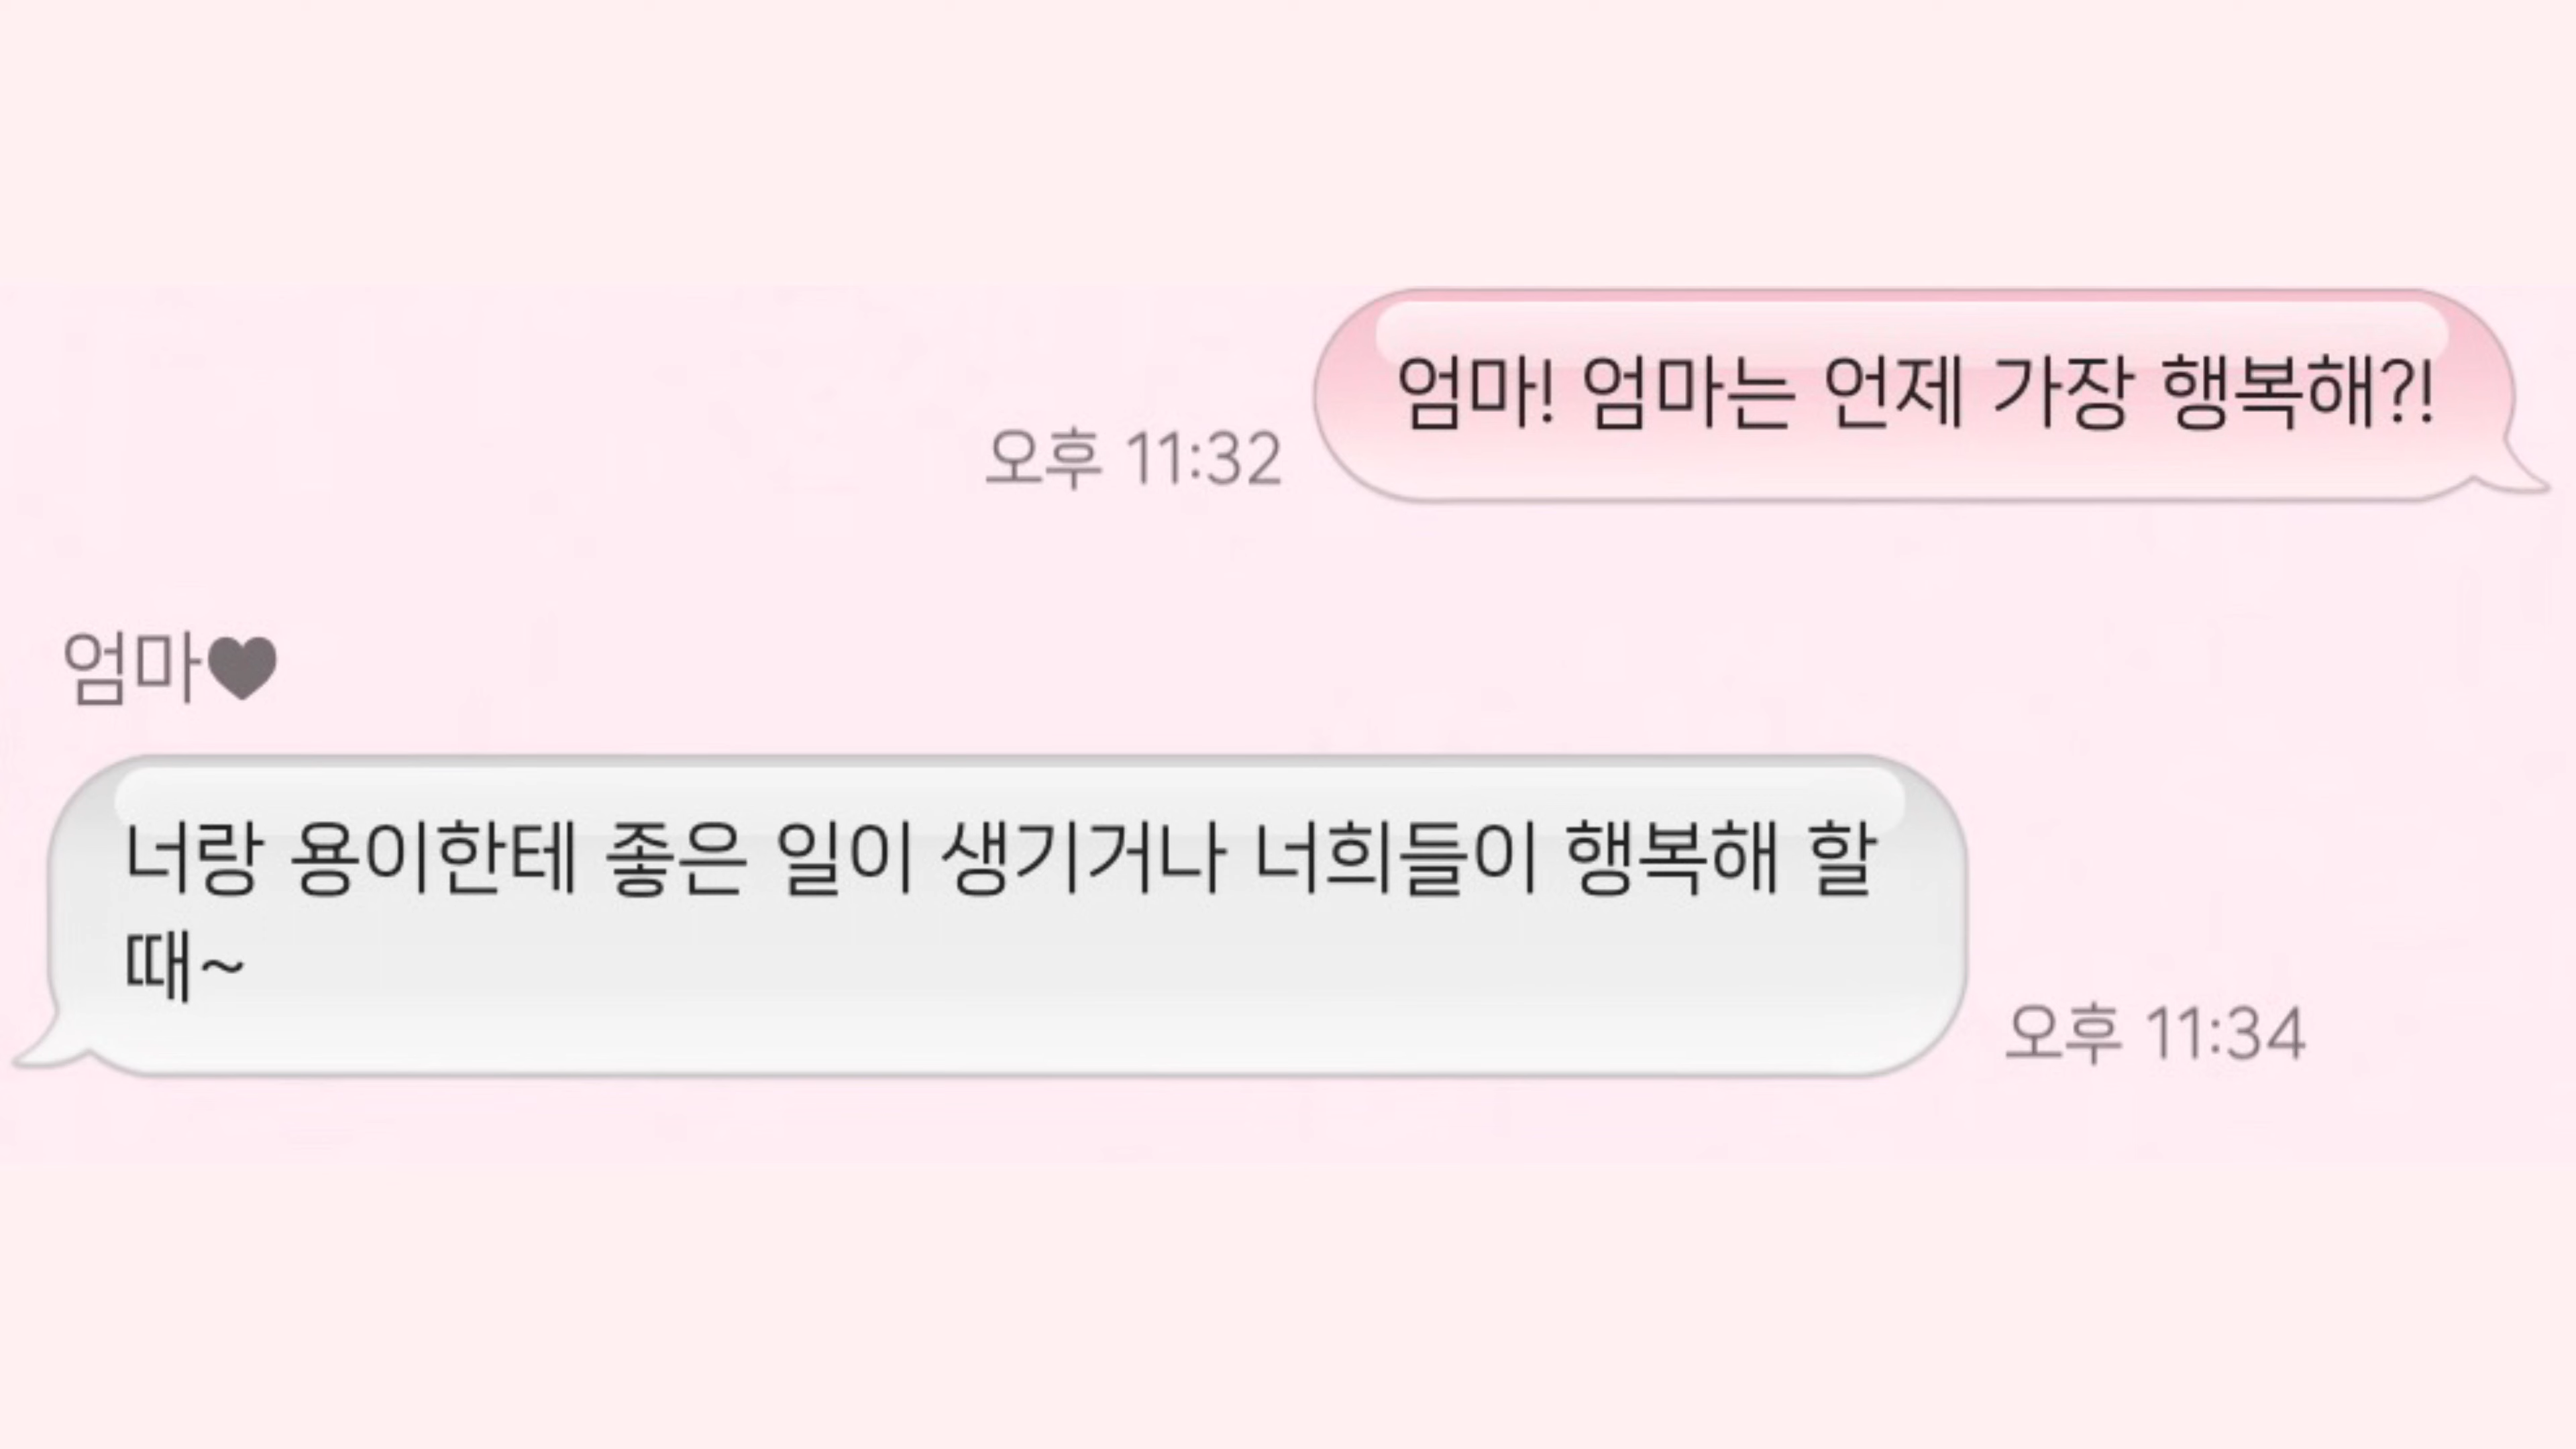 엄마! 엄마는 언제 가장 행복해?!
오후 11:32
엄마♥
너랑 용이한테 좋은 일이 생기거나 너희들이 행복해 할
때~
오후 11:34